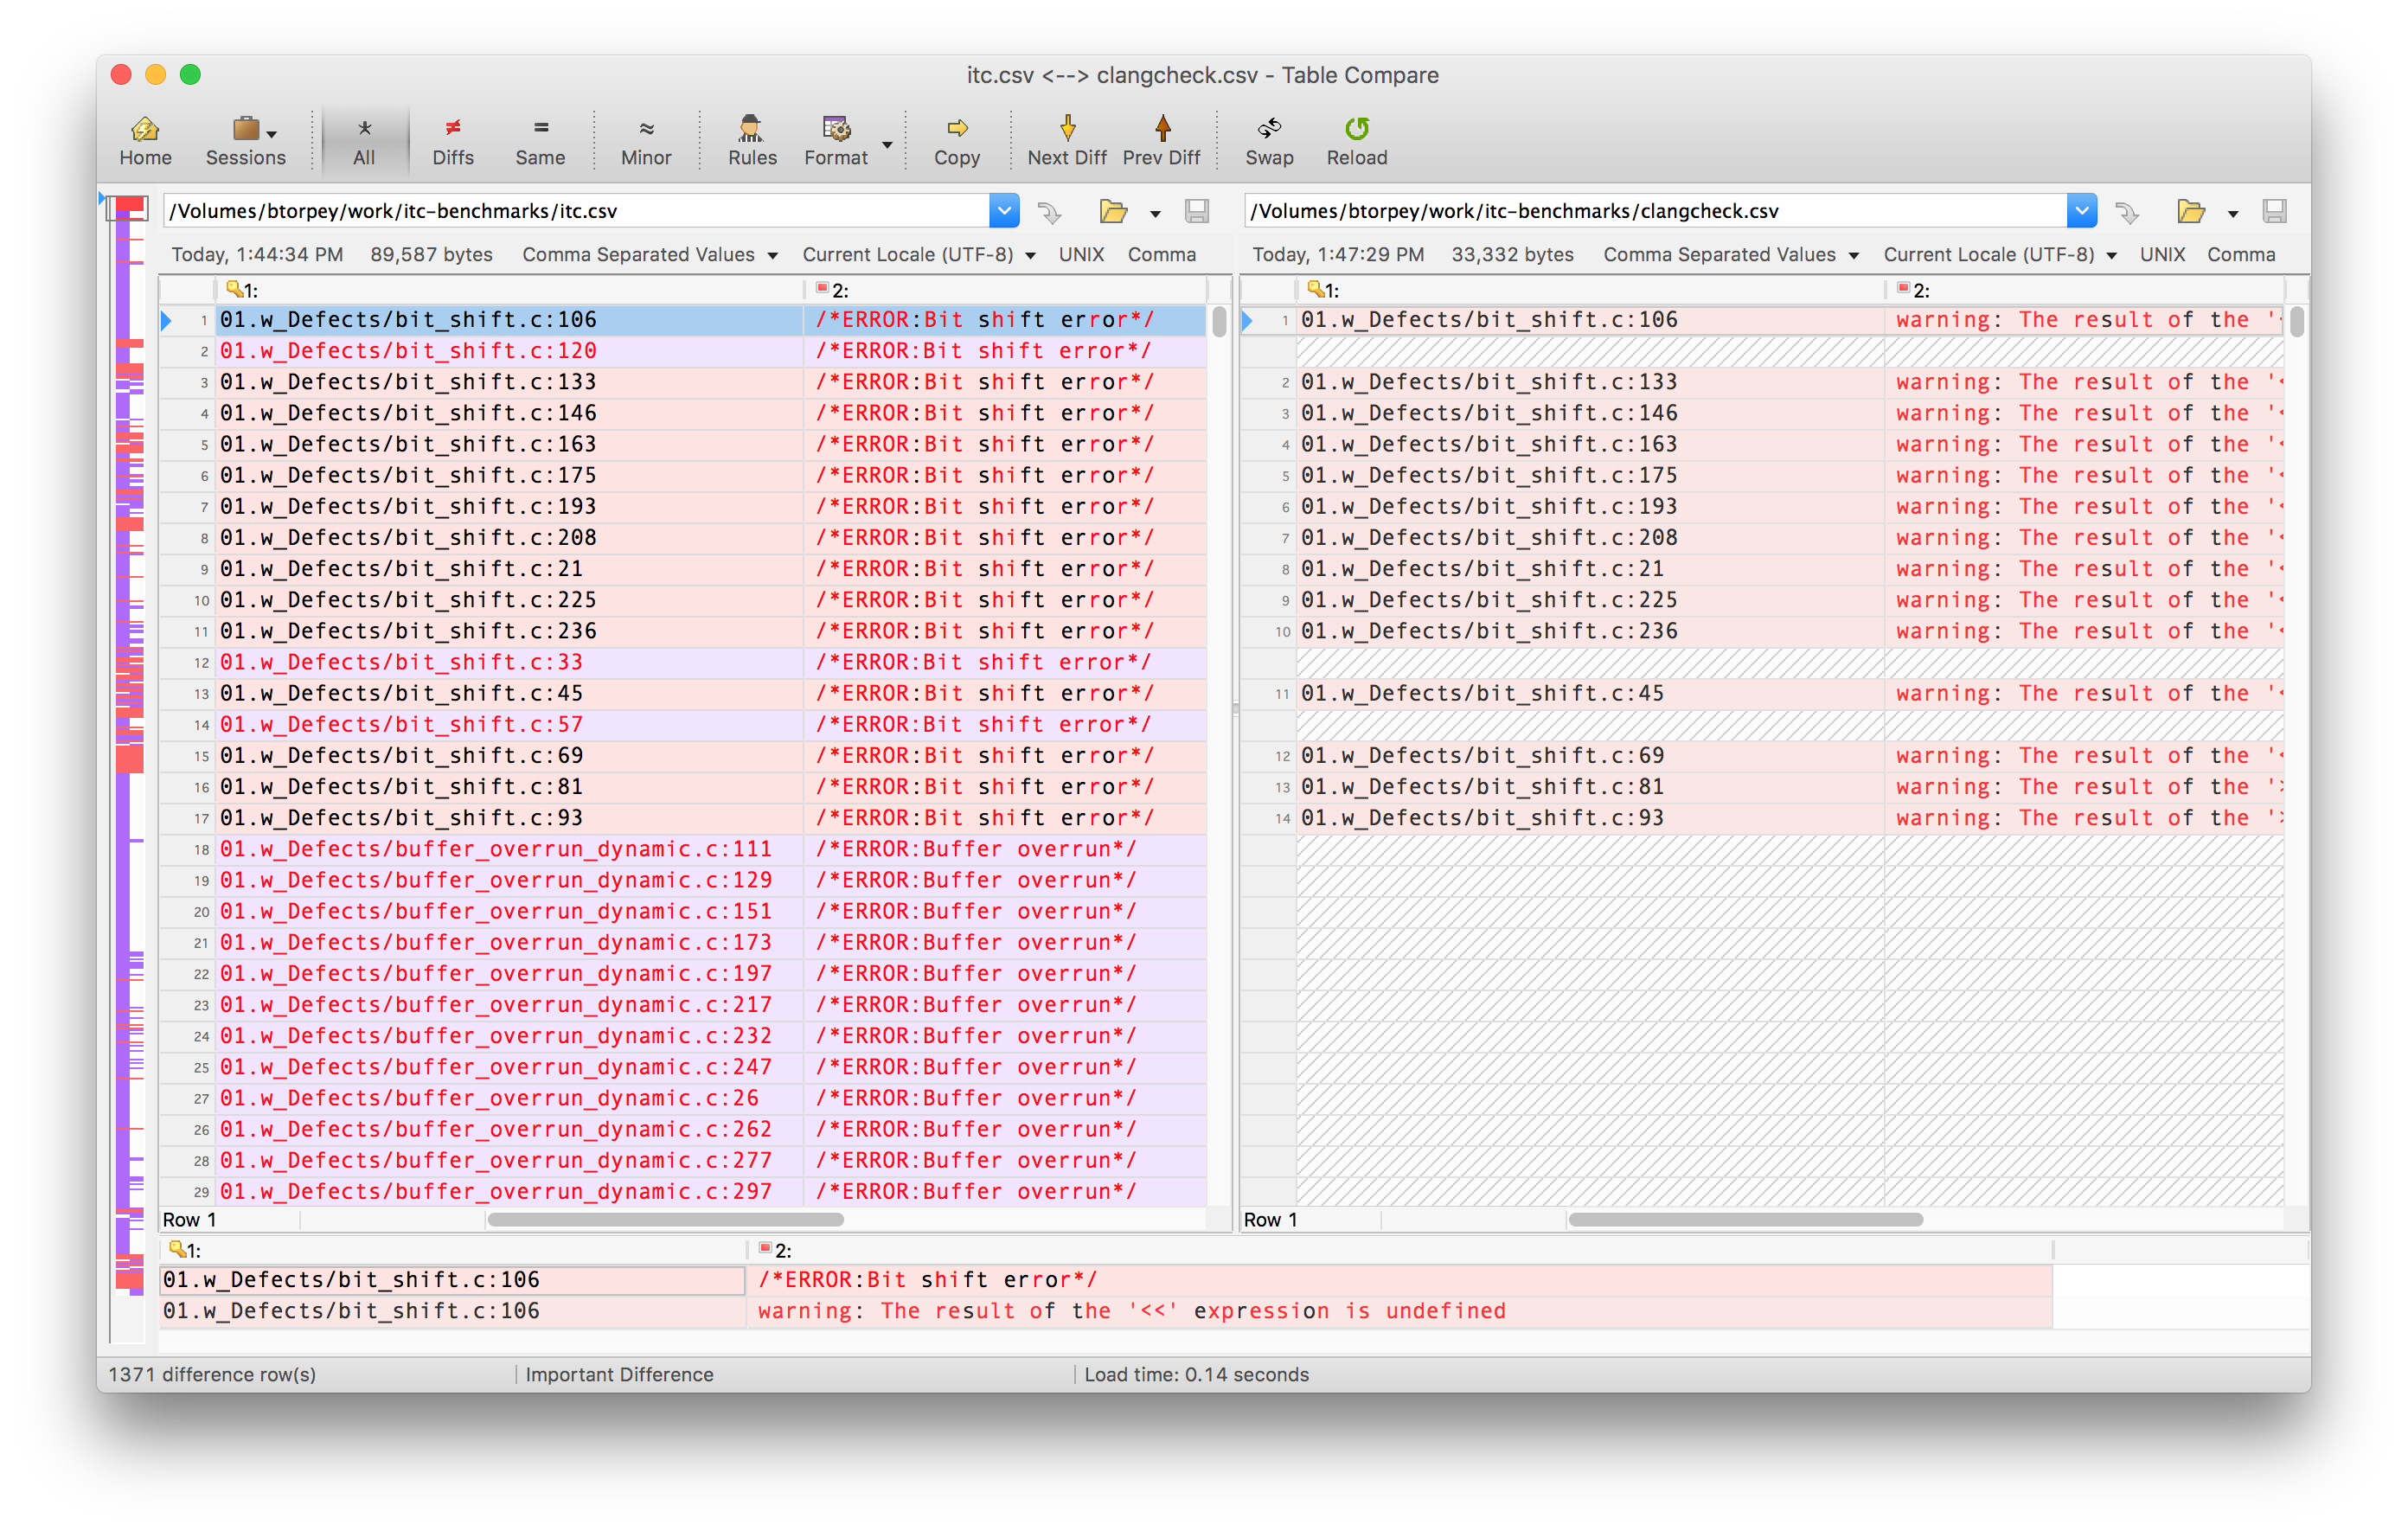 itc.csv <--> clangcheck.csv - Table Compare
Home Sessions All Diffs Same Minor Rules Format Copy Next Diff Prev Diff Swap Reload
/Volumes/btorpey/work/itc-benchmarks/itc.csv
Today, 1:44:34 PM 89,587 bytes Comma Separated Values Current Locale (UTF-8) UNIX Comma
1: 2:
1 01.w_Defects/bit_shift.c:106 /*ERROR:Bit shift error*/
2 01.w_Defects/bit_shift.c:120 /*ERROR:Bit shift error*/
3 01.w_Defects/bit_shift.c:133 /*ERROR:Bit shift error*/
4 01.w_Defects/bit_shift.c:146 /*ERROR:Bit shift error*/
5 01.w_Defects/bit_shift.c:163 /*ERROR:Bit shift error*/
6 01.w_Defects/bit_shift.c:175 /*ERROR:Bit shift error*/
7 01.w_Defects/bit_shift.c:193 /*ERROR:Bit shift error*/
8 01.w_Defects/bit_shift.c:208 /*ERROR:Bit shift error*/
9 01.w_Defects/bit_shift.c:21 /*ERROR:Bit shift error*/
10 01.w_Defects/bit_shift.c:225 /*ERROR:Bit shift error*/
11 01.w_Defects/bit_shift.c:236 /*ERROR:Bit shift error*/
12 01.w_Defects/bit_shift.c:33 /*ERROR:Bit shift error*/
13 01.w_Defects/bit_shift.c:45 /*ERROR:Bit shift error*/
14 01.w_Defects/bit_shift.c:57 /*ERROR:Bit shift error*/
15 01.w_Defects/bit_shift.c:69 /*ERROR:Bit shift error*/
16 01.w_Defects/bit_shift.c:81 /*ERROR:Bit shift error*/
17 01.w_Defects/bit_shift.c:93 /*ERROR:Bit shift error*/
18 01.w_Defects/buffer_overrun_dynamic.c:111 /*ERROR:Buffer overrun*/
19 01.w_Defects/buffer_overrun_dynamic.c:129 /*ERROR:Buffer overrun*/
20 01.w_Defects/buffer_overrun_dynamic.c:151 /*ERROR:Buffer overrun*/
21 01.w_Defects/buffer_overrun_dynamic.c:173 /*ERROR:Buffer overrun*/
22 01.w_Defects/buffer_overrun_dynamic.c:197 /*ERROR:Buffer overrun*/
23 01.w_Defects/buffer_overrun_dynamic.c:217 /*ERROR:Buffer overrun*/
24 01.w_Defects/buffer_overrun_dynamic.c:232 /*ERROR:Buffer overrun*/
25 01.w_Defects/buffer_overrun_dynamic.c:247 /*ERROR:Buffer overrun*/
27 01.w_Defects/buffer_overrun_dynamic.c:26 /*ERROR:Buffer overrun*/
26 01.w_Defects/buffer_overrun_dynamic.c:262 /*ERROR:Buffer overrun*/
28 01.w_Defects/buffer_overrun_dynamic.c:277 /*ERROR:Buffer overrun*/
29 01.w_Defects/buffer_overrun_dynamic.c:297 /*ERROR:Buffer overrun*/
Row 1
/Volumes/btorpey/work/itc-benchmarks/clangcheck.csv
Today, 1:47:29 PM 33,332 bytes Comma Separated Values Current Locale (UTF-8) UNIX Comma
1: 2:
1 01.w_Defects/bit_shift.c:106 warning: The result of the '<
2 01.w_Defects/bit_shift.c:133 warning: The result of the '<
3 01.w_Defects/bit_shift.c:146 warning: The result of the '<
4 01.w_Defects/bit_shift.c:163 warning: The result of the '<
5 01.w_Defects/bit_shift.c:175 warning: The result of the '<
6 01.w_Defects/bit_shift.c:193 warning: The result of the '<
7 01.w_Defects/bit_shift.c:208 warning: The result of the '<
8 01.w_Defects/bit_shift.c:21 warning: The result of the '<
9 01.w_Defects/bit_shift.c:225 warning: The result of the '<
10 01.w_Defects/bit_shift.c:236 warning: The result of the '<
11 01.w_Defects/bit_shift.c:45 warning: The result of the '<
12 01.w_Defects/bit_shift.c:69 warning: The result of the '<
13 01.w_Defects/bit_shift.c:81 warning: The result of the '>
14 01.w_Defects/bit_shift.c:93 warning: The result of the '>
Row 1
1: 2:
01.w_Defects/bit_shift.c:106 /*ERROR:Bit shift error*/
01.w_Defects/bit_shift.c:106 warning: The result of the '<<' expression is undefined
1371 difference row(s) Important Difference Load time: 0.14 seconds